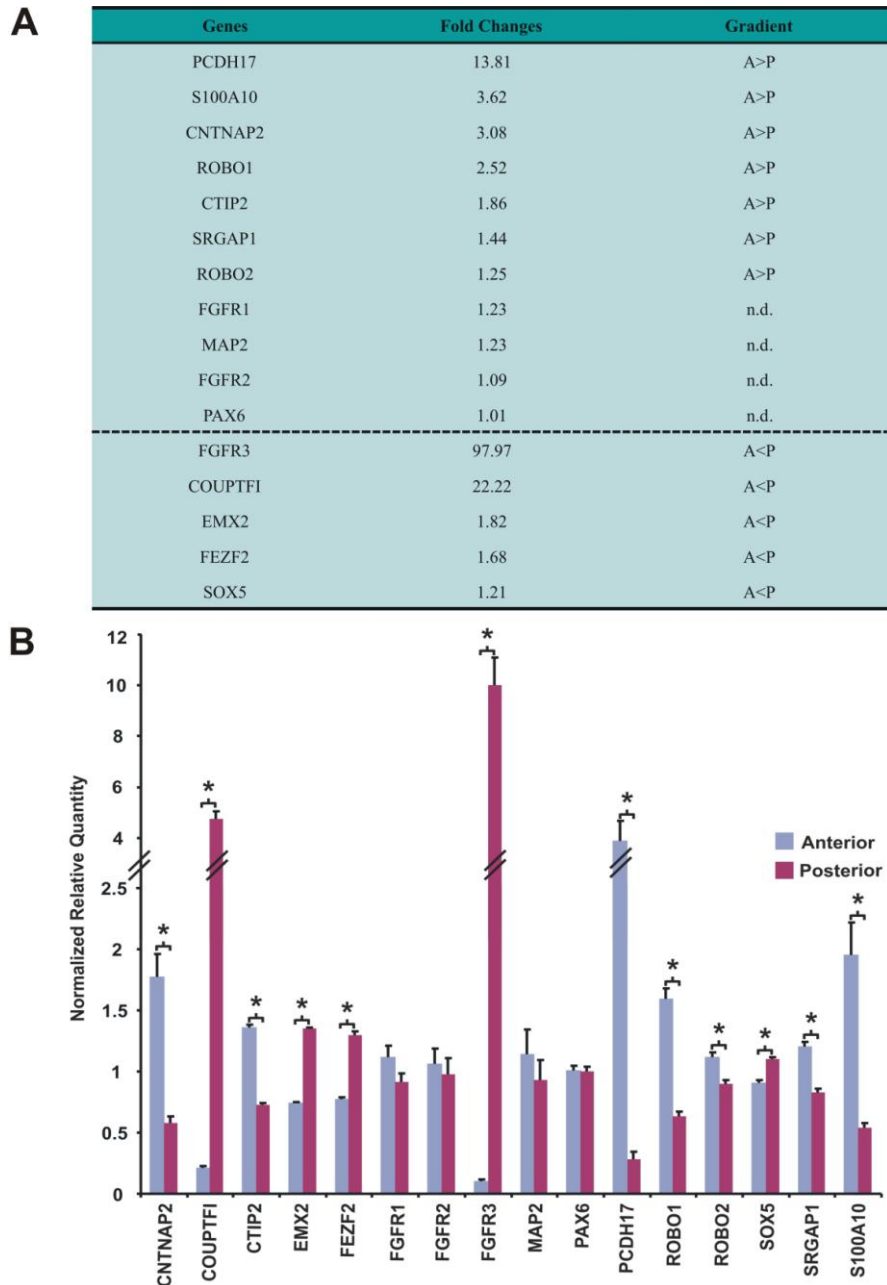 A
Genes Fold Changes Gradient
PCDH17 13.81 A>P
S100A10 3.62 A>P
CNTNAP2 3.08 A>P
ROBO1 2.52 A>P
CTIP2 1.86 A>P
SRGAP1 1.44 A>P
ROBO2 1.25 A>P
FGFR1 1.23 n.d.
MAP2 1.23 n.d.
FGFR2 1.09 n.d.
PAX6 1.01 n.d.
FGFR3 97.97 A<P
COUPTFI 22.22 A<P
EMX2 1.82 A<P
FEZF2 1.68 A<P
SOX5 1.21 A<P
B
Normalized Relative Quantity
12
10
8
6
4
2.5
2
1.5
1
0.5
0
* * * * * * * * * * * *
Anterior
Posterior
CNTNAP2
COUPTFI
CTIP2
EMX2
FEZF2
FGFR1
FGFR2
FGFR3
MAP2
PAX6
PCDH17
ROBO1
ROBO2
SOX5
SRGAP1
S100A10